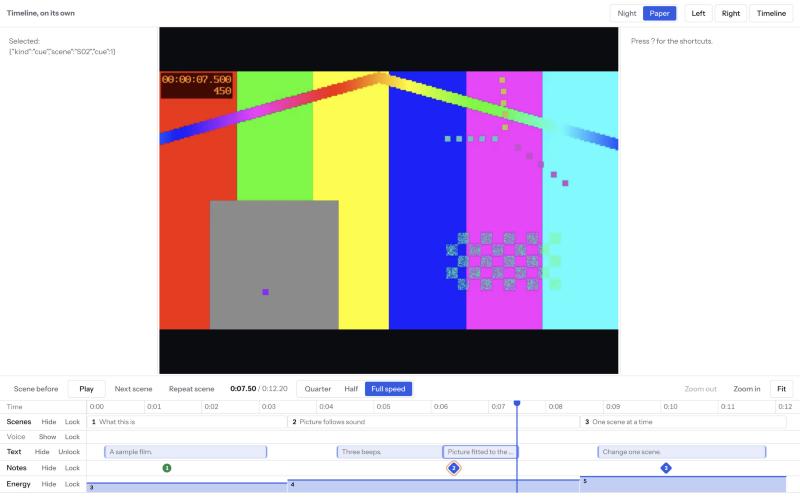 Timeline, on its own
Night Paper Left Right Timeline
Selected:
{"kind":"cue","scene":"S02","cue":1}
Press ? for the shortcuts.
00:00:07.500
450
Scene before Play Next scene Repeat scene 0:07.50 / 0:12.20 Quarter Half Full speed Zoom out Zoom in Fit
Time 0:00 0:01 0:02 0:03 0:04 0:05 0:06 0:07 0:08 0:09 0:10 0:11 0:12
Scenes Hide Lock 1 What this is 2 Picture follows sound 3 One scene at a time
Voice Show Lock
Text Hide Unlock A sample film. Three beeps. Picture fitted to the ... Change one scene.
Notes Hide Lock 1 2 3
Energy Hide Lock 3 4 5